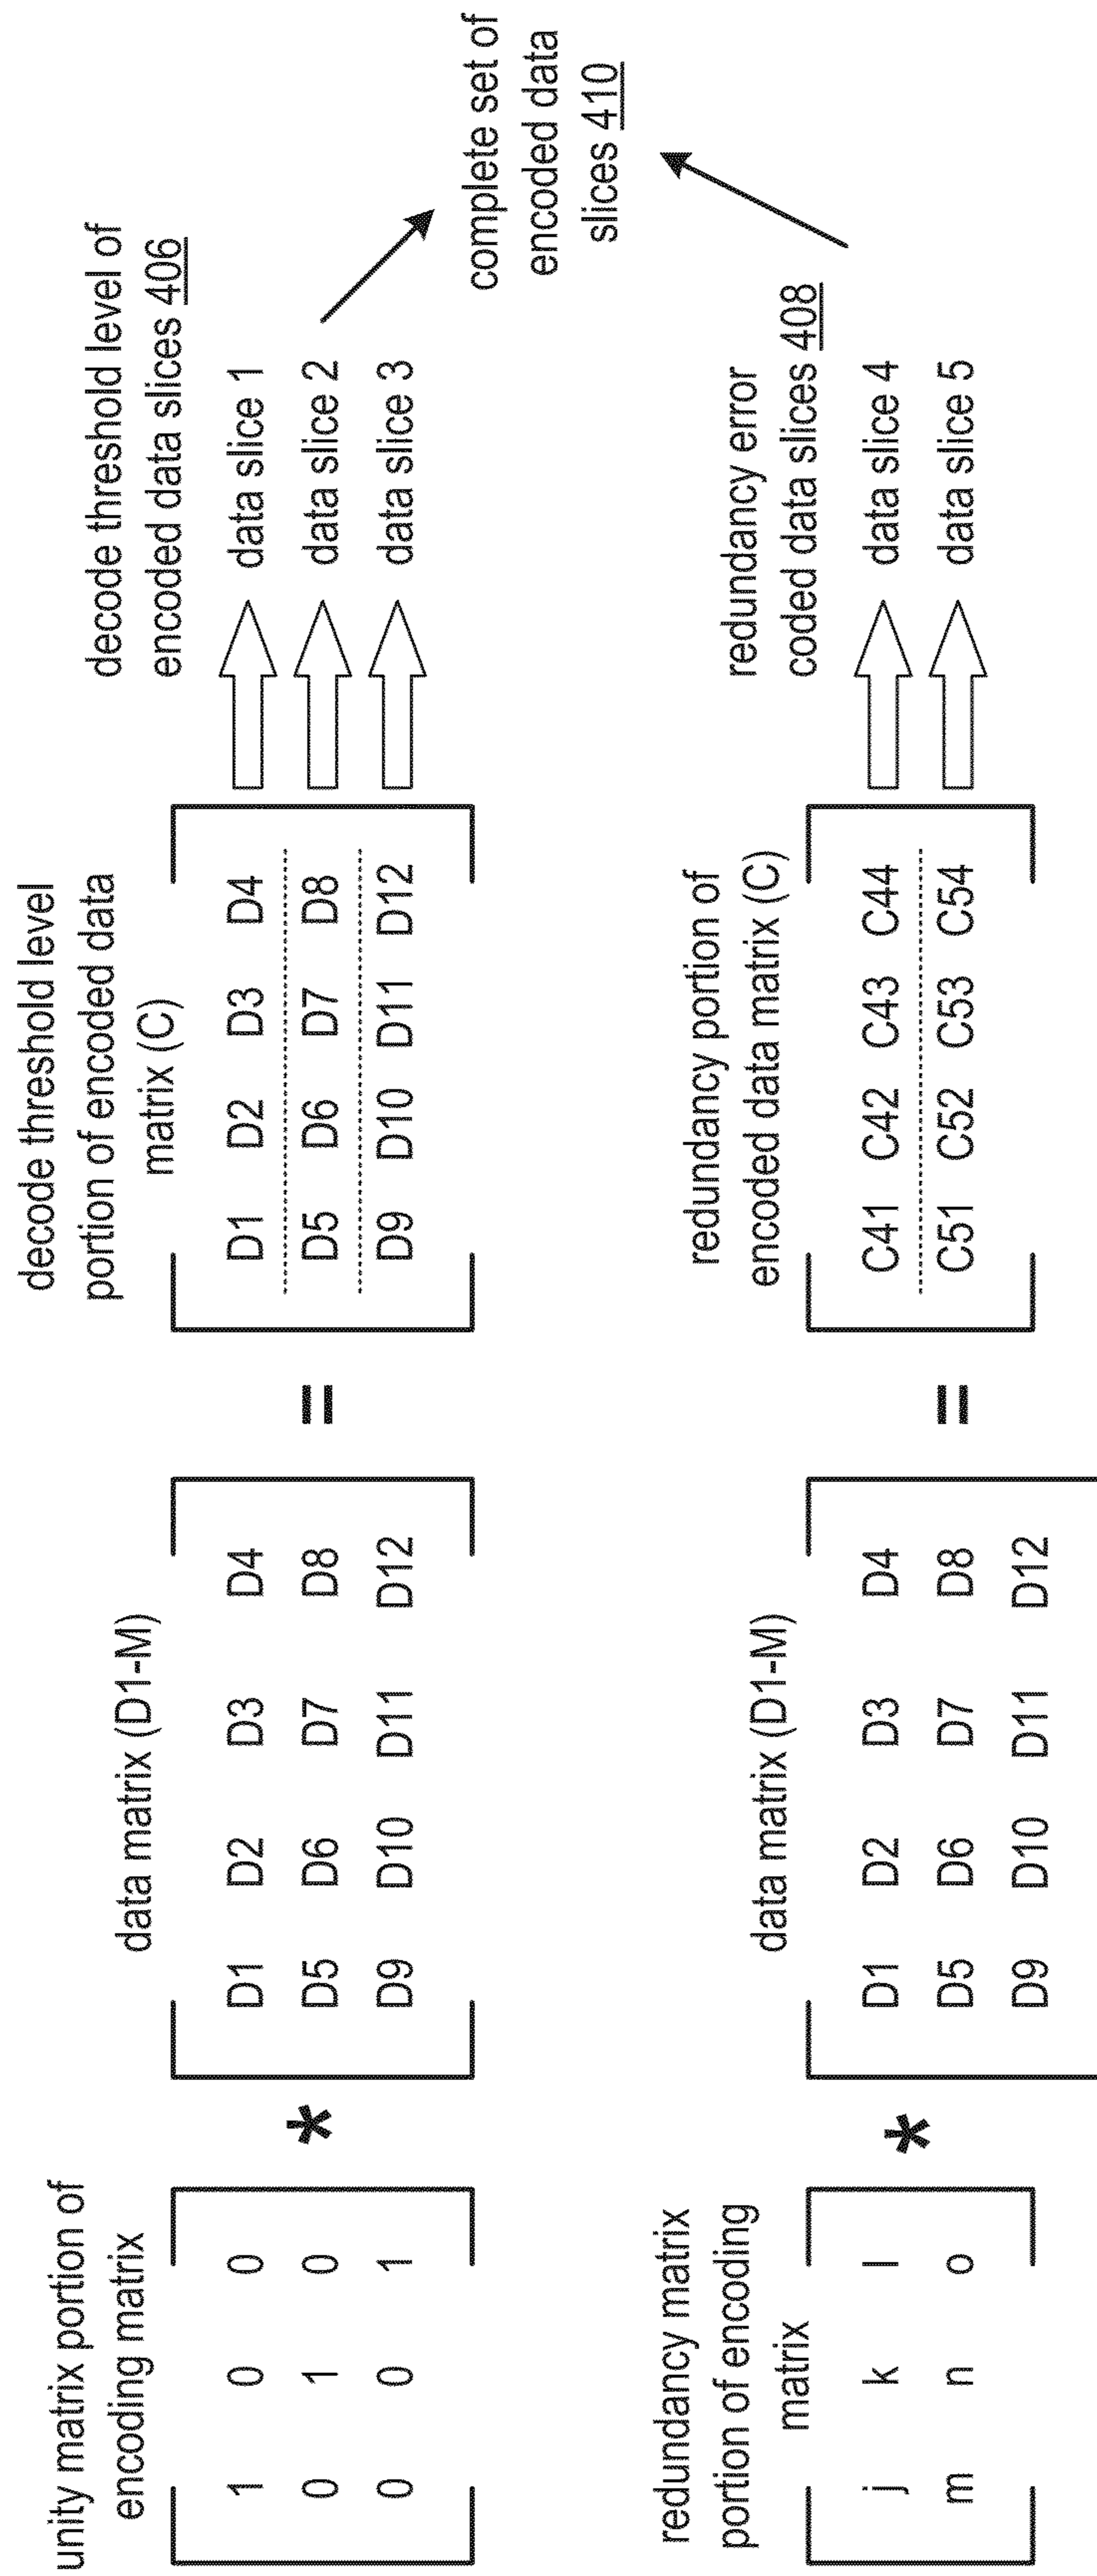 unity matrix portion of
encoding matrix
1 0 0
0 1 0
0 0 1
*
data matrix (D1-M)
D1 D2 D3 D4
D5 D6 D7 D8
D9 D10 D11 D12
=
decode threshold level
portion of encoded data
matrix (C)
D1 D2 D3 D4
D5 D6 D7 D8
D9 D10 D11 D12
decode threshold level of
encoded data slices 406
data slice 1
data slice 2
data slice 3
complete set of
encoded data
slices 410
redundancy matrix
portion of encoding
matrix
j k l
m n o
*
data matrix (D1-M)
D1 D2 D3 D4
D5 D6 D7 D8
D9 D10 D11 D12
=
redundancy portion of
encoded data matrix (C)
C41 C42 C43 C44
C51 C52 C53 C54
redundancy error
coded data slices 408
data slice 4
data slice 5